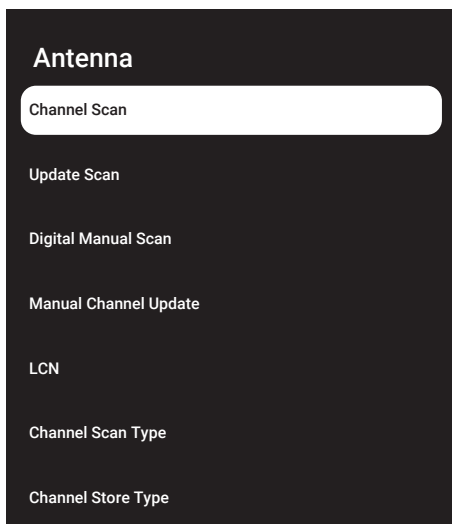 Antenna
Channel Scan
Update Scan
Digital Manual Scan
Manual Channel Update
LCN
Channel Scan Type
Channel Store Type